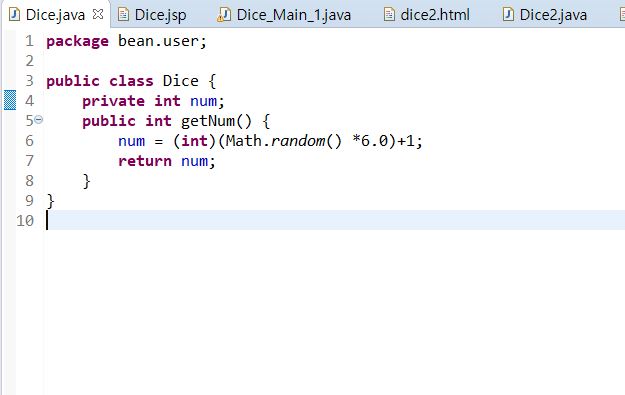 Dice.java Dice.jsp Dice_Main_1.java dice2.html Dice2.java
1 package bean.user;
2
3 public class Dice {
4 private int num;
5 public int getNum() {
6 num = (int)(Math.random() *6.0)+1;
7 return num;
8 }
9 }
10